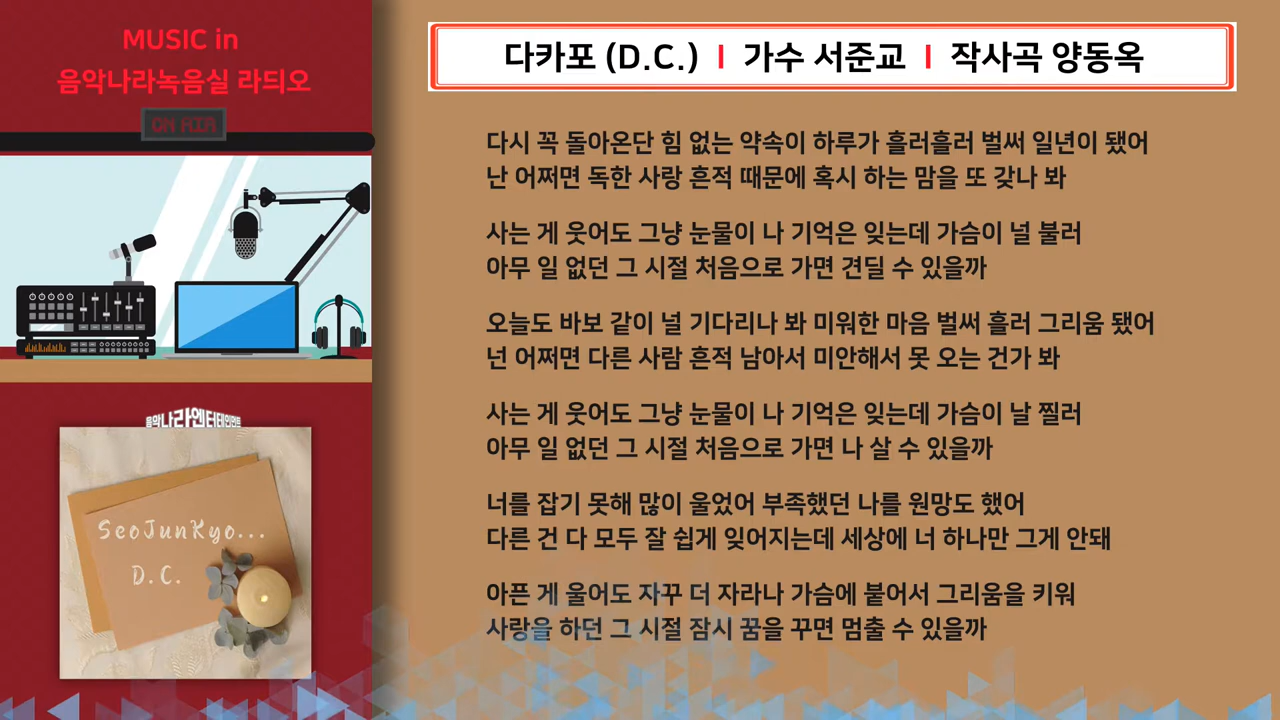 MUSIC in
음악나라녹음실 라듸오
ON AIR
음악나라엔터테인먼트
SeoJunKyo...
D.C.
다카포 (D.C.) I 가수 서준교 I 작사곡 양동옥
다시 꼭 돌아온단 힘 없는 약속이 하루가 흘러흘러 벌써 일년이 됐어
난 어쩌면 독한 사랑 흔적 때문에 혹시 하는 맘을 또 갖나 봐
사는 게 웃어도 그냥 눈물이 나 기억은 잊는데 가슴이 널 불러
아무 일 없던 그 시절 처음으로 가면 견딜 수 있을까
오늘도 바보 같이 널 기다리나 봐 미워한 마음 벌써 흘러 그리움 됐어
넌 어쩌면 다른 사람 흔적 남아서 미안해서 못 오는 건가 봐
사는 게 웃어도 그냥 눈물이 나 기억은 잊는데 가슴이 날 찔러
아무 일 없던 그 시절 처음으로 가면 나 살 수 있을까
너를 잡기 못해 많이 울었어 부족했던 나를 원망도 했어
다른 건 다 모두 잘 쉽게 잊어지는데 세상에 너 하나만 그게 안돼
아픈 게 울어도 자꾸 더 자라나 가슴에 붙어서 그리움을 키워
사랑을 하던 그 시절 잠시 꿈을 꾸면 멈출 수 있을까